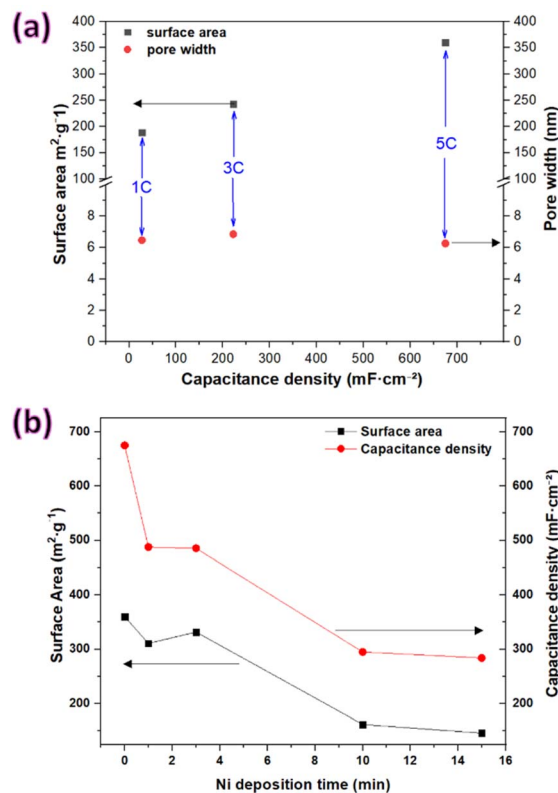 (a)
surface area
pore width
Surface area m²·g⁻¹)
Pore width (nm)
400
350
300
250
200
150
100
8
6
4
2
0
400
350
300
250
200
150
100
8
6
4
2
0
1C
3C
5C
0 100 200 300 400 500 600 700
Capacitance density (mF·cm⁻²)
(b)
Surface area
Capacitance density
Surface Area (m²·g⁻¹)
Capacitance density (mF·cm⁻²)
700
600
500
400
300
200
700
600
500
400
300
200
0 2 4 6 8 10 12 14 16
Ni deposition time (min)